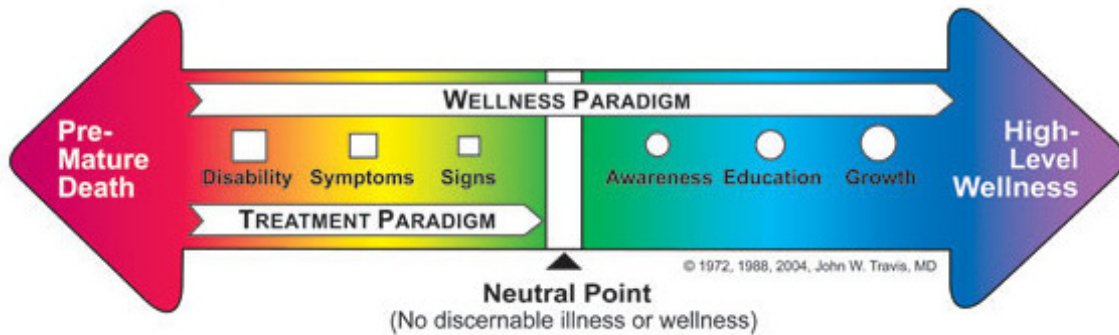 WELLNESS PARADIGM
Pre-
Mature
Death
Disability Symptoms Signs
Awareness Education Growth
High-
Level
Wellness
TREATMENT PARADIGM
© 1972, 1988, 2004, John W. Travis, MD
Neutral Point
(No discernable illness or wellness)